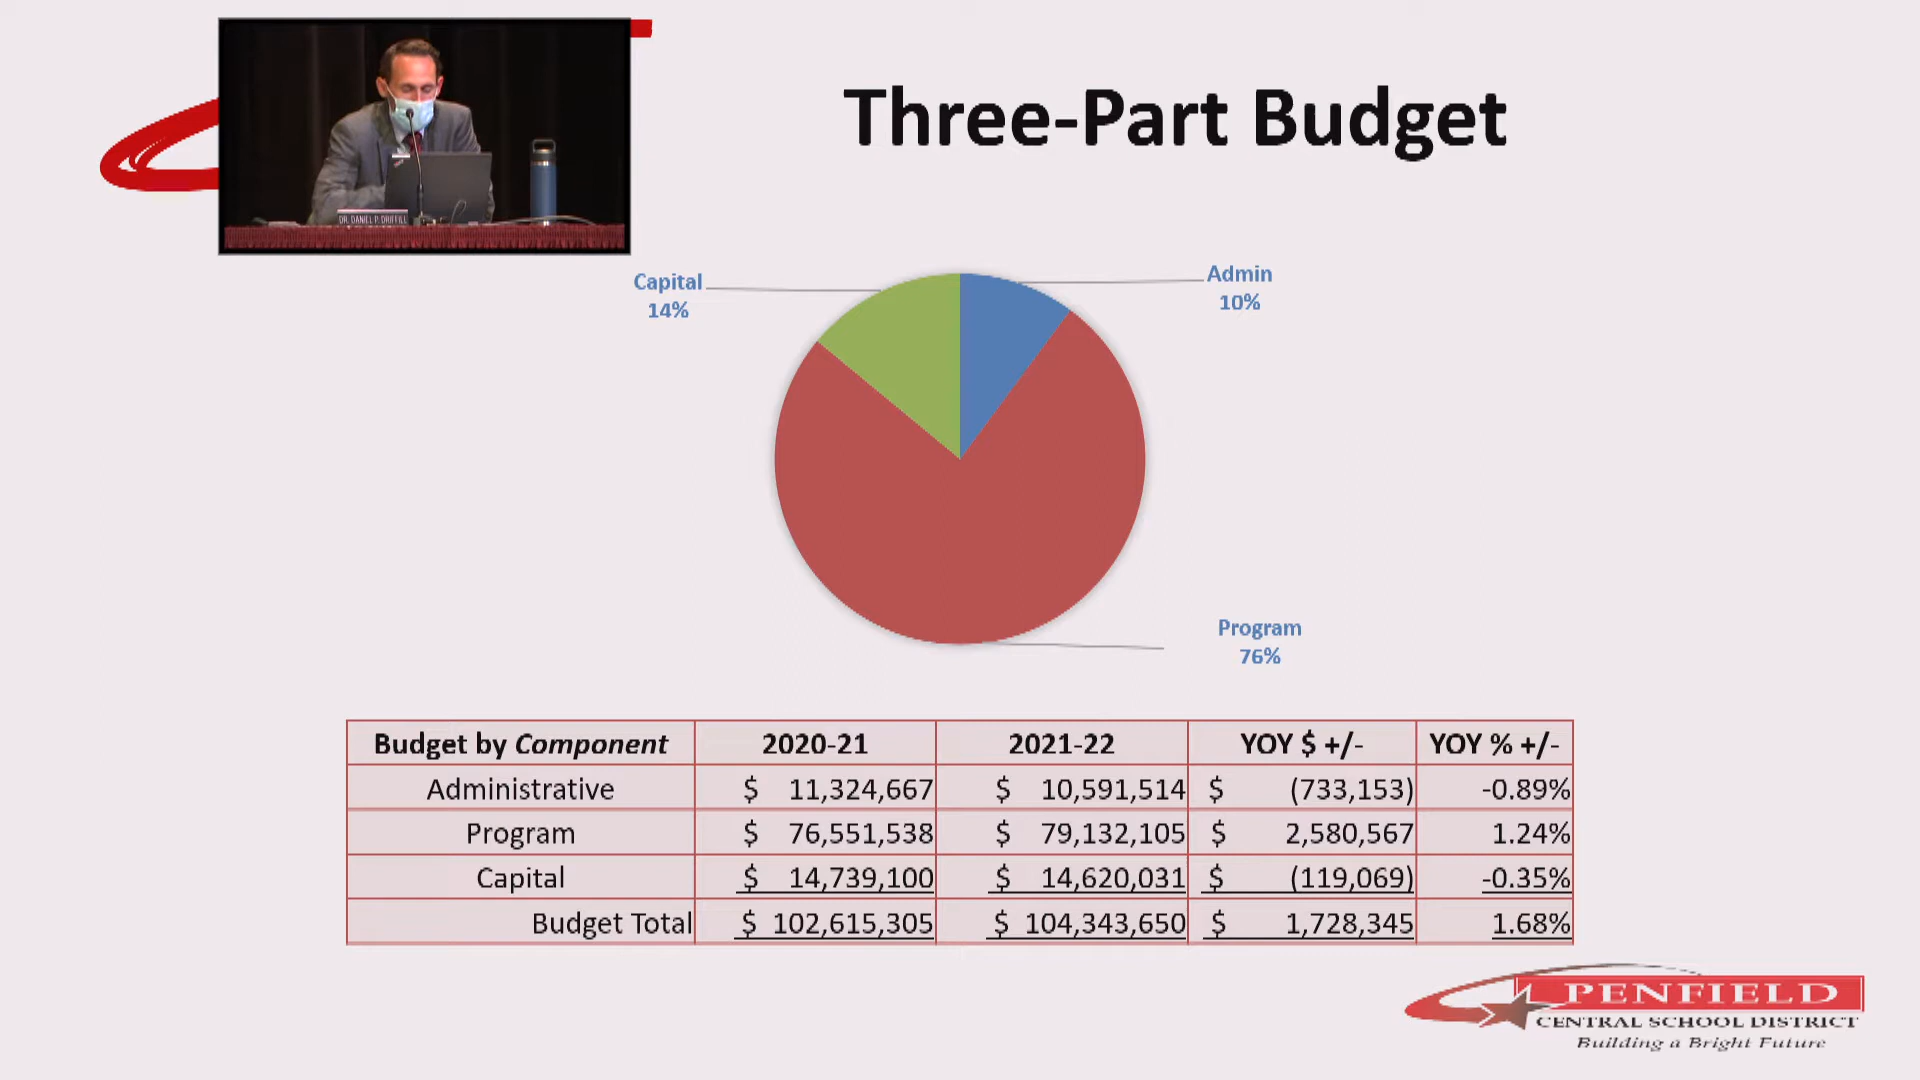 Three-Part Budget
DR. DANIEL P. DRIFFILL
Capital
14%
Admin
10%
Program
76%
Budget by Component 2020-21 2021-22 YOY $ +/- YOY % +/-
Administrative $ 11,324,667 $ 10,591,514 $ (733,153) -0.89%
Program $ 76,551,538 $ 79,132,105 $ 2,580,567 1.24%
Capital $ 14,739,100 $ 14,620,031 $ (119,069) -0.35%
Budget Total $ 102,615,305 $ 104,343,650 $ 1,728,345 1.68%
PENFIELD
CENTRAL SCHOOL DISTRICT
Building a Bright Future